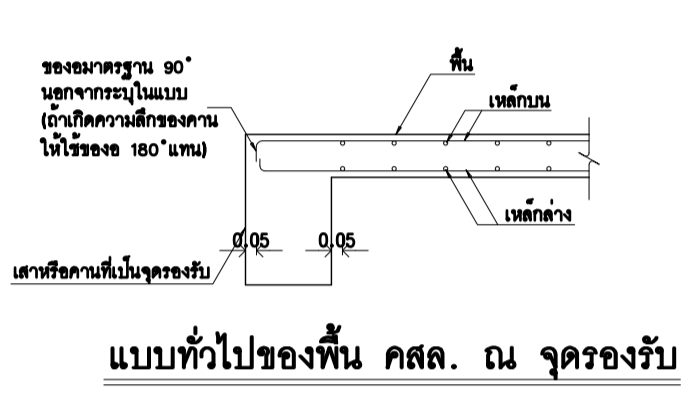 ของอมาตรฐาน 90°
นอกจากระบุในแบบ
(ถ้าเกิดความลึกของคาน
ให้ใช้ของอ 180°แทน)
พื้น
เหล็กบน
เหล็กล่าง
0.05
0.05
เสาหรือคานที่เป็นจุดรองรับ
แบบทั่วไปของพื้น คสล. ณ จุดรองรับ